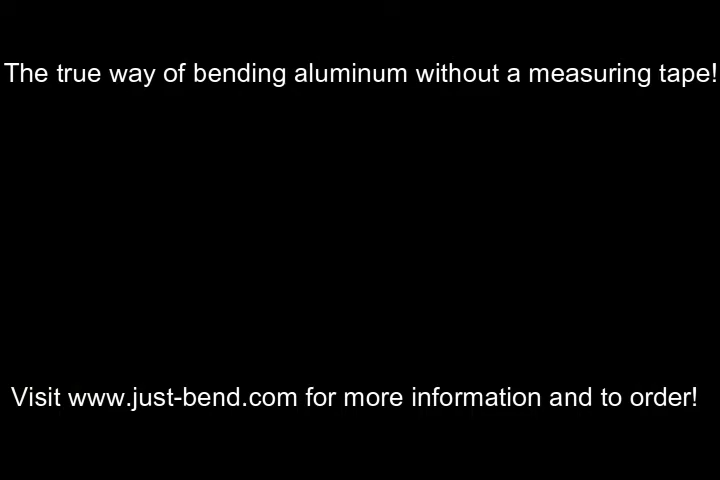 The true way of bending aluminum without a measuring tape!
Visit www.just-bend.com for more information and to order!